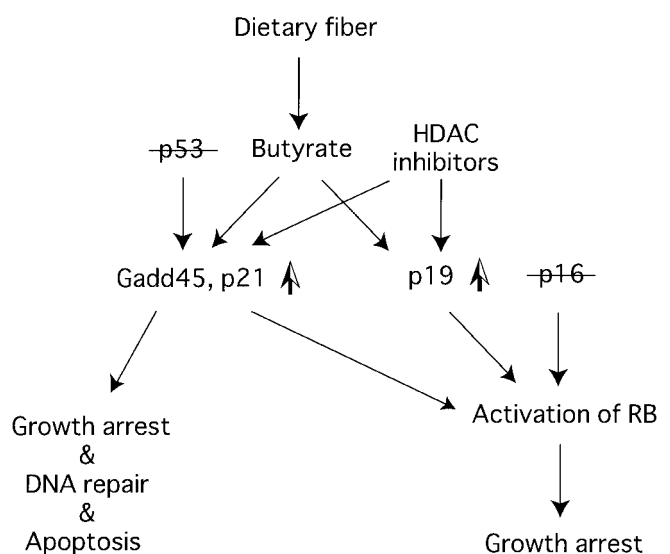 Dietary fiber
p53
Butyrate
HDAC
inhibitors
Gadd45, p21
p19
p16
Growth arrest
&
DNA repair
&
Apoptosis
Activation of RB
Growth arrest